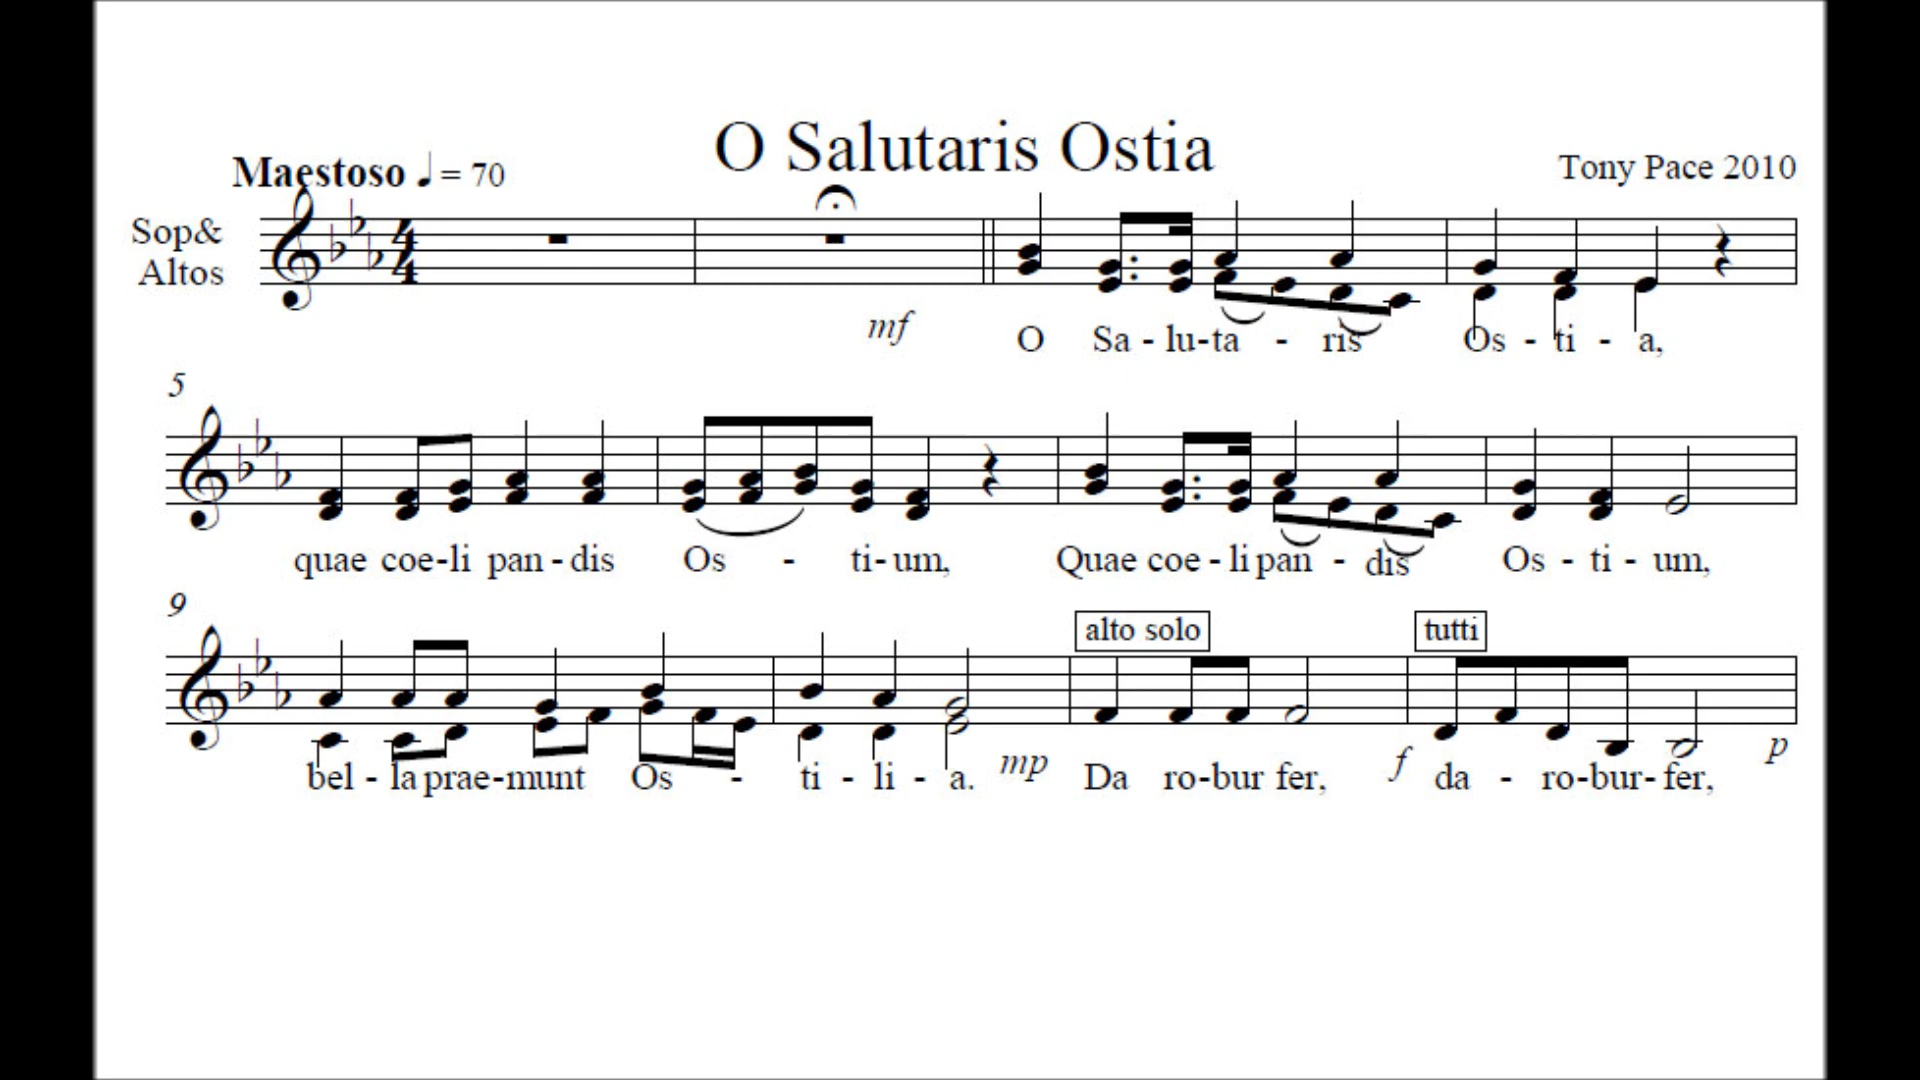 O Salutaris Ostia
Maestoso ♩ = 70
Tony Pace 2010
Sop&
Altos
mf
O Sa - lu-ta - ris Os - ti - a,
5
quae coe-li pan - dis Os - ti-um, Quae coe - li pan - dis Os - ti - um,
9
alto solo tutti
mp f p
bel - la prae-munt Os - ti - li - a. Da ro-bur fer, da - ro-bur-fer,